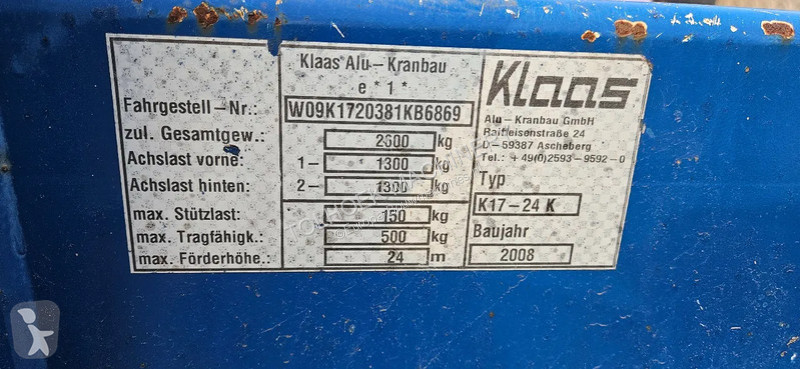 Klaas Alu-Kranbau
e * 1 *
Fahrgestell-Nr.: W09K1720381KB6869
zul. Gesamtgew.: 2600 kg
Achslast vorne: 1- 1300 kg
Achslast hinten: 2- 1300 kg
max. Stützlast: 150 kg
max. Tragfähigk.: 500 kg
max. Förderhöhe.: 24 m
Klaas
Alu-Kranbau GmbH
Raiffeisenstraße 24
D-59387 Ascheberg
Tel.: +49(0)2593-9592-0
Typ
K17-24 K
Baujahr
2008